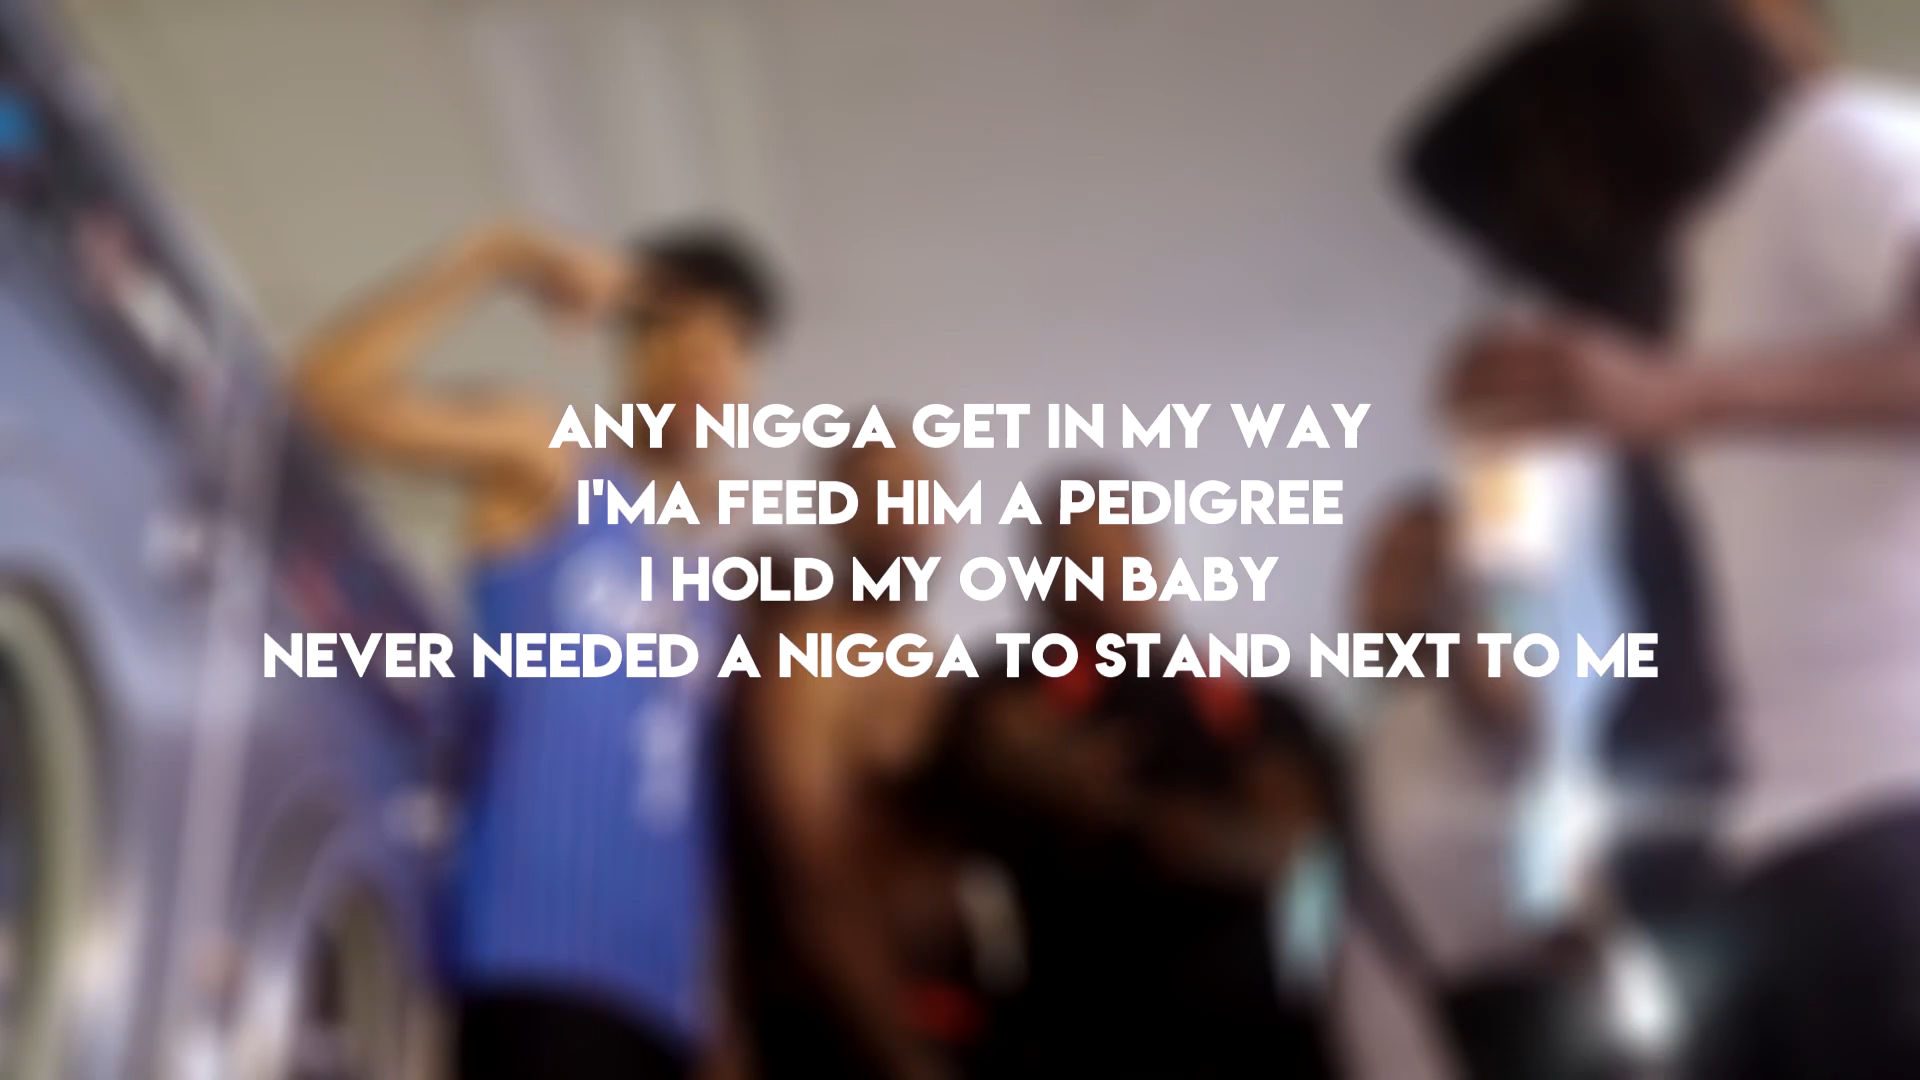 ANY NIGGA GET IN MY WAY
I'MA FEED HIM A PEDIGREE
I HOLD MY OWN BABY
NEVER NEEDED A NIGGA TO STAND NEXT TO ME